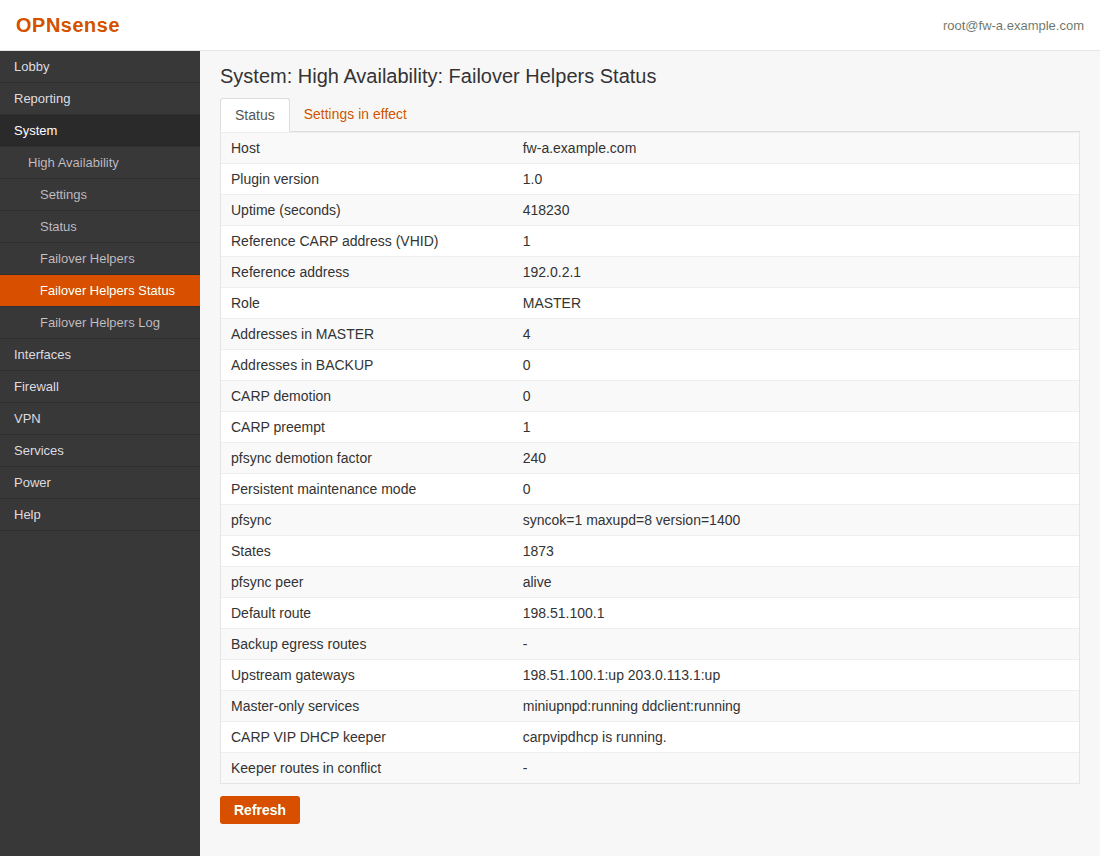 OPNsense
root@fw-a.example.com
Lobby
Reporting
System
High Availability
Settings
Status
Failover Helpers
Failover Helpers Status
Failover Helpers Log
Interfaces
Firewall
VPN
Services
Power
Help
System: High Availability: Failover Helpers Status
Status Settings in effect
Host fw-a.example.com
Plugin version 1.0
Uptime (seconds) 418230
Reference CARP address (VHID) 1
Reference address 192.0.2.1
Role MASTER
Addresses in MASTER 4
Addresses in BACKUP 0
CARP demotion 0
CARP preempt 1
pfsync demotion factor 240
Persistent maintenance mode 0
pfsync syncok=1 maxupd=8 version=1400
States 1873
pfsync peer alive
Default route 198.51.100.1
Backup egress routes -
Upstream gateways 198.51.100.1:up 203.0.113.1:up
Master-only services miniupnpd:running ddclient:running
CARP VIP DHCP keeper carpvipdhcp is running.
Keeper routes in conflict -
Refresh